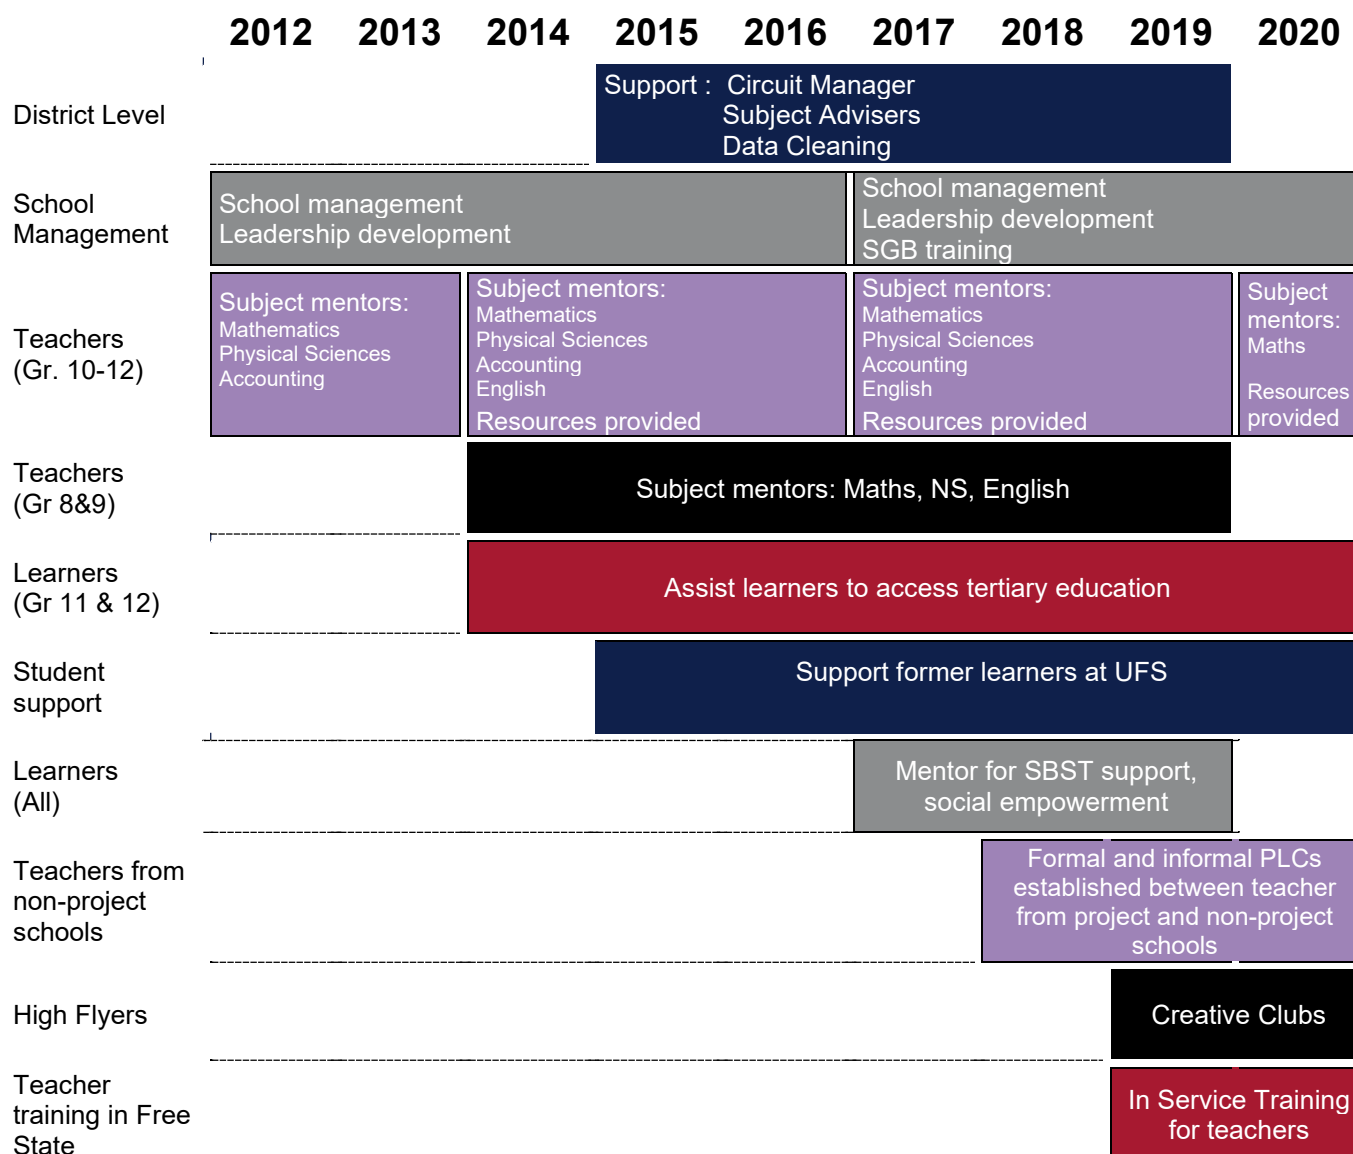 2012 2013 2014 2015 2016 2017 2018 2019 2020
District Level
Support : Circuit Manager
Subject Advisers
Data Cleaning
School
Management
School management
Leadership development
School management
Leadership development
SGB training
Teachers
(Gr. 10-12)
Subject mentors:
Mathematics
Physical Sciences
Accounting
Subject mentors:
Mathematics
Physical Sciences
Accounting
English
Resources provided
Subject mentors:
Mathematics
Physical Sciences
Accounting
English
Resources provided
Subject
mentors:
Maths
Resources
provided
Teachers
(Gr 8&9)
Subject mentors: Maths, NS, English
Learners
(Gr 11 & 12)
Assist learners to access tertiary education
Student
support
Support former learners at UFS
Learners
(All)
Mentor for SBST support,
social empowerment
Teachers from
non-project
schools
Formal and informal PLCs
established between teacher
from project and non-project
schools
High Flyers
Creative Clubs
Teacher
training in Free
State
In Service Training
for teachers